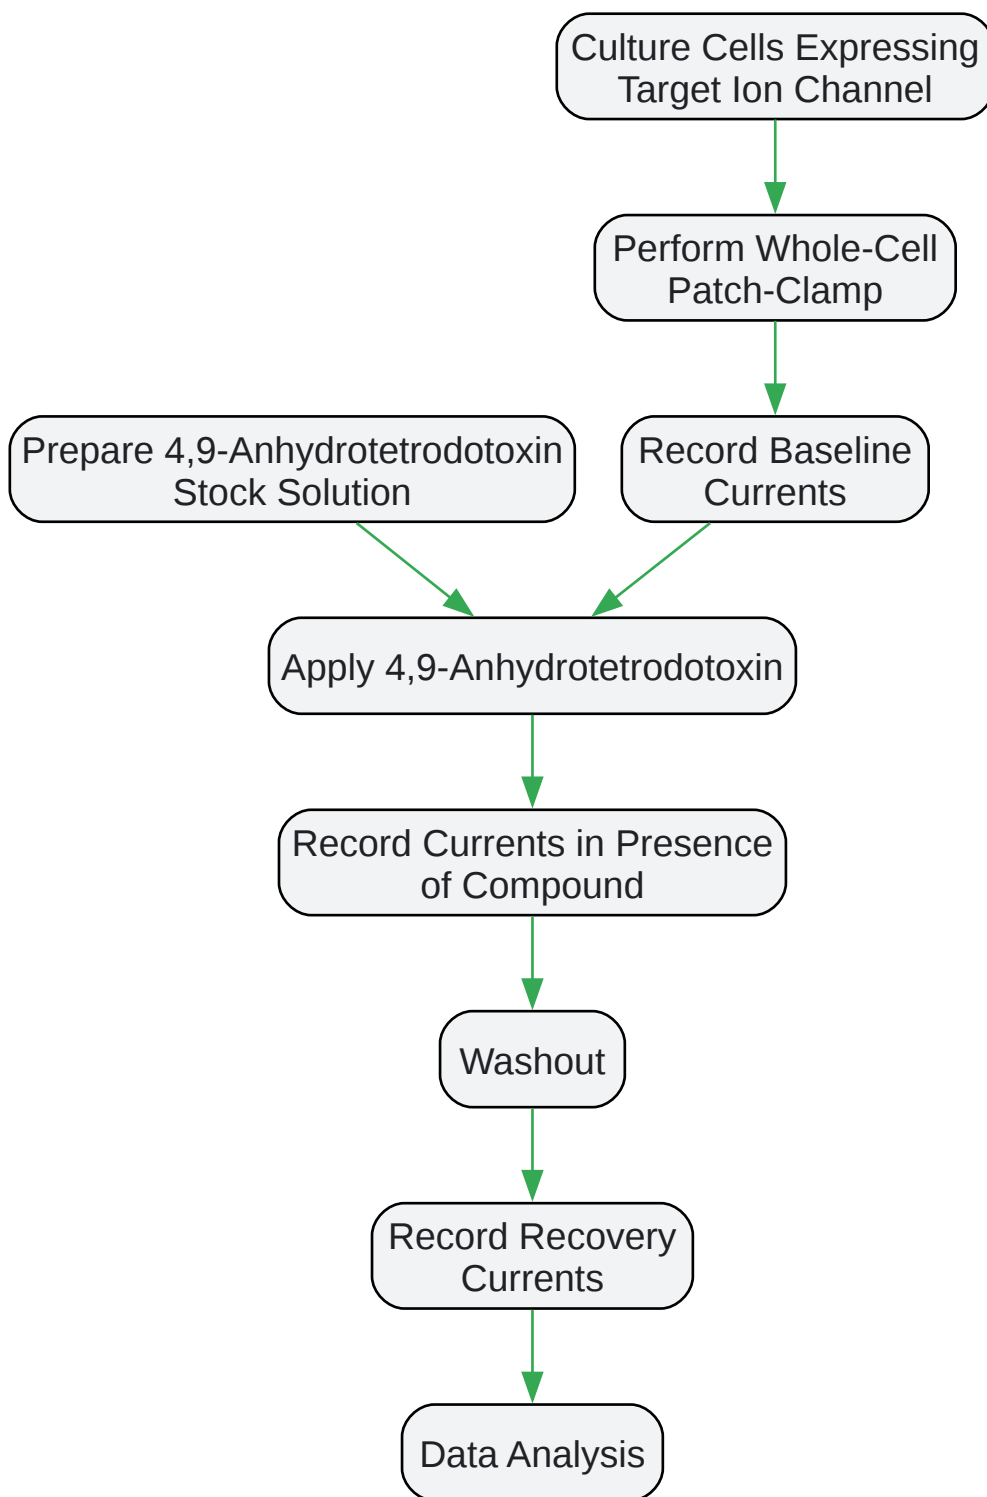 Culture Cells Expressing
Target Ion Channel
Perform Whole-Cell
Patch-Clamp
Prepare 4,9-Anhydrotetrodotoxin
Stock Solution
Record Baseline
Currents
Apply 4,9-Anhydrotetrodotoxin
Record Currents in Presence
of Compound
Washout
Record Recovery
Currents
Data Analysis